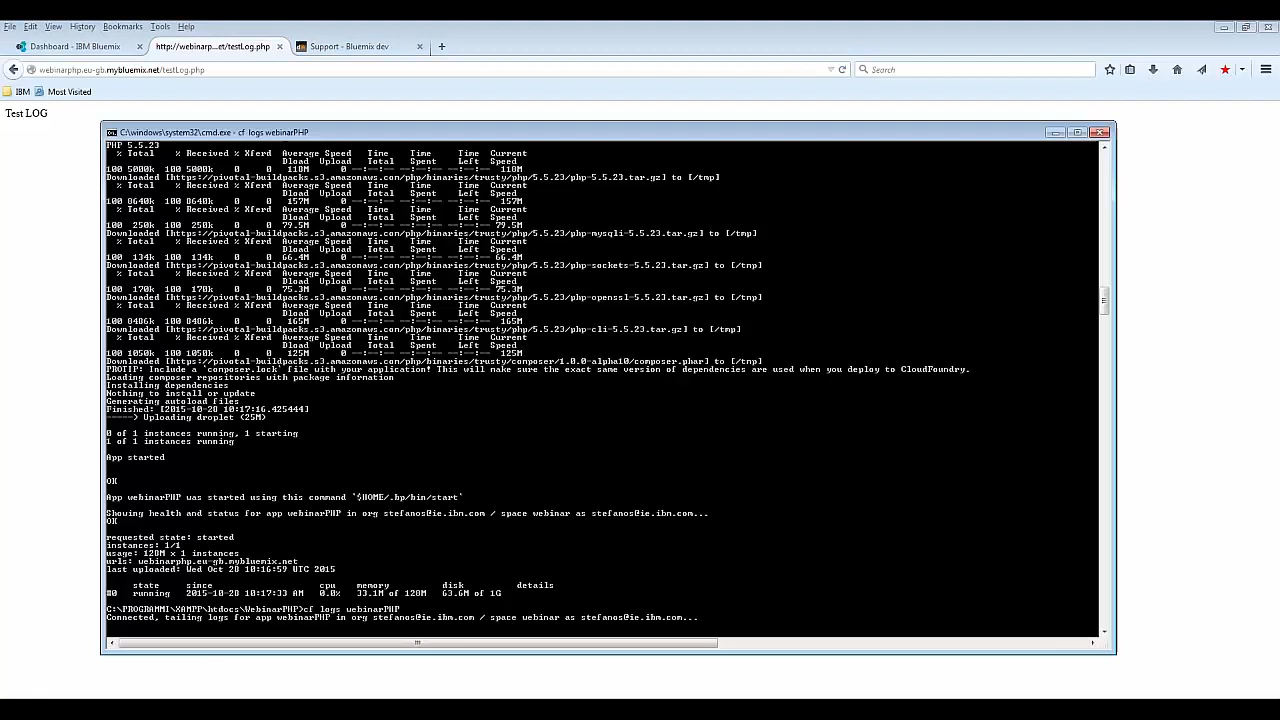 File Edit View History Bookmarks Tools Help
Dashboard - IBM Bluemix × http://webinarp...et/testLog.php × Support - Bluemix dev × +
webinarphp.eu-gb.mybluemix.net/testLog.php Search
IBM Most Visited
Test LOG
C:\windows\system32\cmd.exe - cf logs webinarPHP
PHP 5.5.23
% Total % Received % Xferd Average Speed Time Time Time Current
Dload Upload Total Spent Left Speed
100 5000k 100 5000k 0 0 118M 0 --:--:-- --:--:-- --:--:-- 118M
Downloaded [https://pivotal-buildpacks.s3.amazonaws.com/php/binaries/trusty/php/5.5.23/php-5.5.23.tar.gz] to [/tmp]
% Total % Received % Xferd Average Speed Time Time Time Current
Dload Upload Total Spent Left Speed
100 8640k 100 8640k 0 0 157M 0 --:--:-- --:--:-- --:--:-- 157M
% Total % Received % Xferd Average Speed Time Time Time Current
Dload Upload Total Spent Left Speed
100 250k 100 250k 0 0 79.5M 0 --:--:-- --:--:-- --:--:-- 79.5M
Downloaded [https://pivotal-buildpacks.s3.amazonaws.com/php/binaries/trusty/php/5.5.23/php-mysqli-5.5.23.tar.gz] to [/tmp]
% Total % Received % Xferd Average Speed Time Time Time Current
Dload Upload Total Spent Left Speed
100 134k 100 134k 0 0 66.4M 0 --:--:-- --:--:-- --:--:-- 66.4M
Downloaded [https://pivotal-buildpacks.s3.amazonaws.com/php/binaries/trusty/php/5.5.23/php-sockets-5.5.23.tar.gz] to [/tmp]
% Total % Received % Xferd Average Speed Time Time Time Current
Dload Upload Total Spent Left Speed
100 170k 100 170k 0 0 75.3M 0 --:--:-- --:--:-- --:--:-- 75.3M
Downloaded [https://pivotal-buildpacks.s3.amazonaws.com/php/binaries/trusty/php/5.5.23/php-openssl-5.5.23.tar.gz] to [/tmp]
% Total % Received % Xferd Average Speed Time Time Time Current
Dload Upload Total Spent Left Speed
100 8486k 100 8486k 0 0 165M 0 --:--:-- --:--:-- --:--:-- 165M
Downloaded [https://pivotal-buildpacks.s3.amazonaws.com/php/binaries/trusty/php/5.5.23/php-cli-5.5.23.tar.gz] to [/tmp]
% Total % Received % Xferd Average Speed Time Time Time Current
Dload Upload Total Spent Left Speed
100 1050k 100 1050k 0 0 125M 0 --:--:-- --:--:-- --:--:-- 125M
Downloaded [https://pivotal-buildpacks.s3.amazonaws.com/php/binaries/trusty/composer/1.0.0-alpha10/composer.phar] to [/tmp]
PROTIP: Include a `composer.lock` file with your application! This will make sure the exact same version of dependencies are used when you deploy to CloudFoundry.
Loading composer repositories with package information
Installing dependencies
Nothing to install or update
Generating autoload files
Finished: [2015-10-28 10:17:16.425444]
-----> Uploading droplet (25M)
0 of 1 instances running, 1 starting
1 of 1 instances running
App started
OK
App webinarPHP was started using this command `$HOME/.bp/bin/start`
Showing health and status for app webinarPHP in org stefanos@ie.ibm.com / space webinar as stefanos@ie.ibm.com...
OK
requested state: started
instances: 1/1
usage: 128M x 1 instances
urls: webinarphp.eu-gb.mybluemix.net
last uploaded: Wed Oct 28 10:16:59 UTC 2015
state since cpu memory disk details
#0 running 2015-10-28 10:17:33 AM 0.0% 33.1M of 128M 63.6M of 1G
C:\PROGRAMMI\XAMPP\htdocs\WebinarPHP>cf logs webinarPHP
Connected, tailing logs for app webinarPHP in org stefanos@ie.ibm.com / space webinar as stefanos@ie.ibm.com...